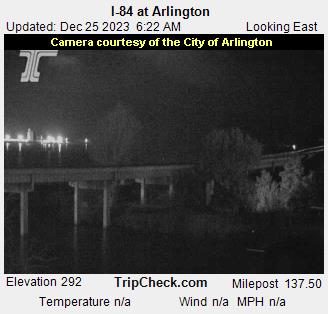 I-84 at Arlington
Updated: Dec 25 2023 6:22 AM Looking East
Camera courtesy of the City of Arlington
Elevation 292 TripCheck.com Milepost 137.50
Temperature n/a Wind n/a MPH n/a